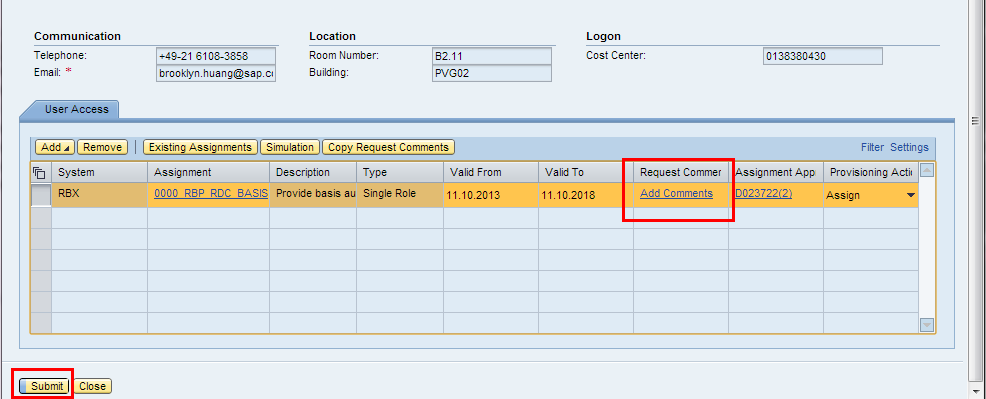 Communication Location Logon
Telephone: +49-21 6108-3858 Room Number: B2.11 Cost Center: 0138380430
Email: * brooklyn.huang@sap.c Building: PVG02
User Access
Add Remove Existing Assignments Simulation Copy Request Comments Filter Settings
System Assignment Description Type Valid From Valid To Request Commer Assignment App Provisioning Acti
RBX 0000_RBP_RDC_BASIS Provide basis au Single Role 11.10.2013 11.10.2018 Add Comments D023722(2) Assign
Submit Close